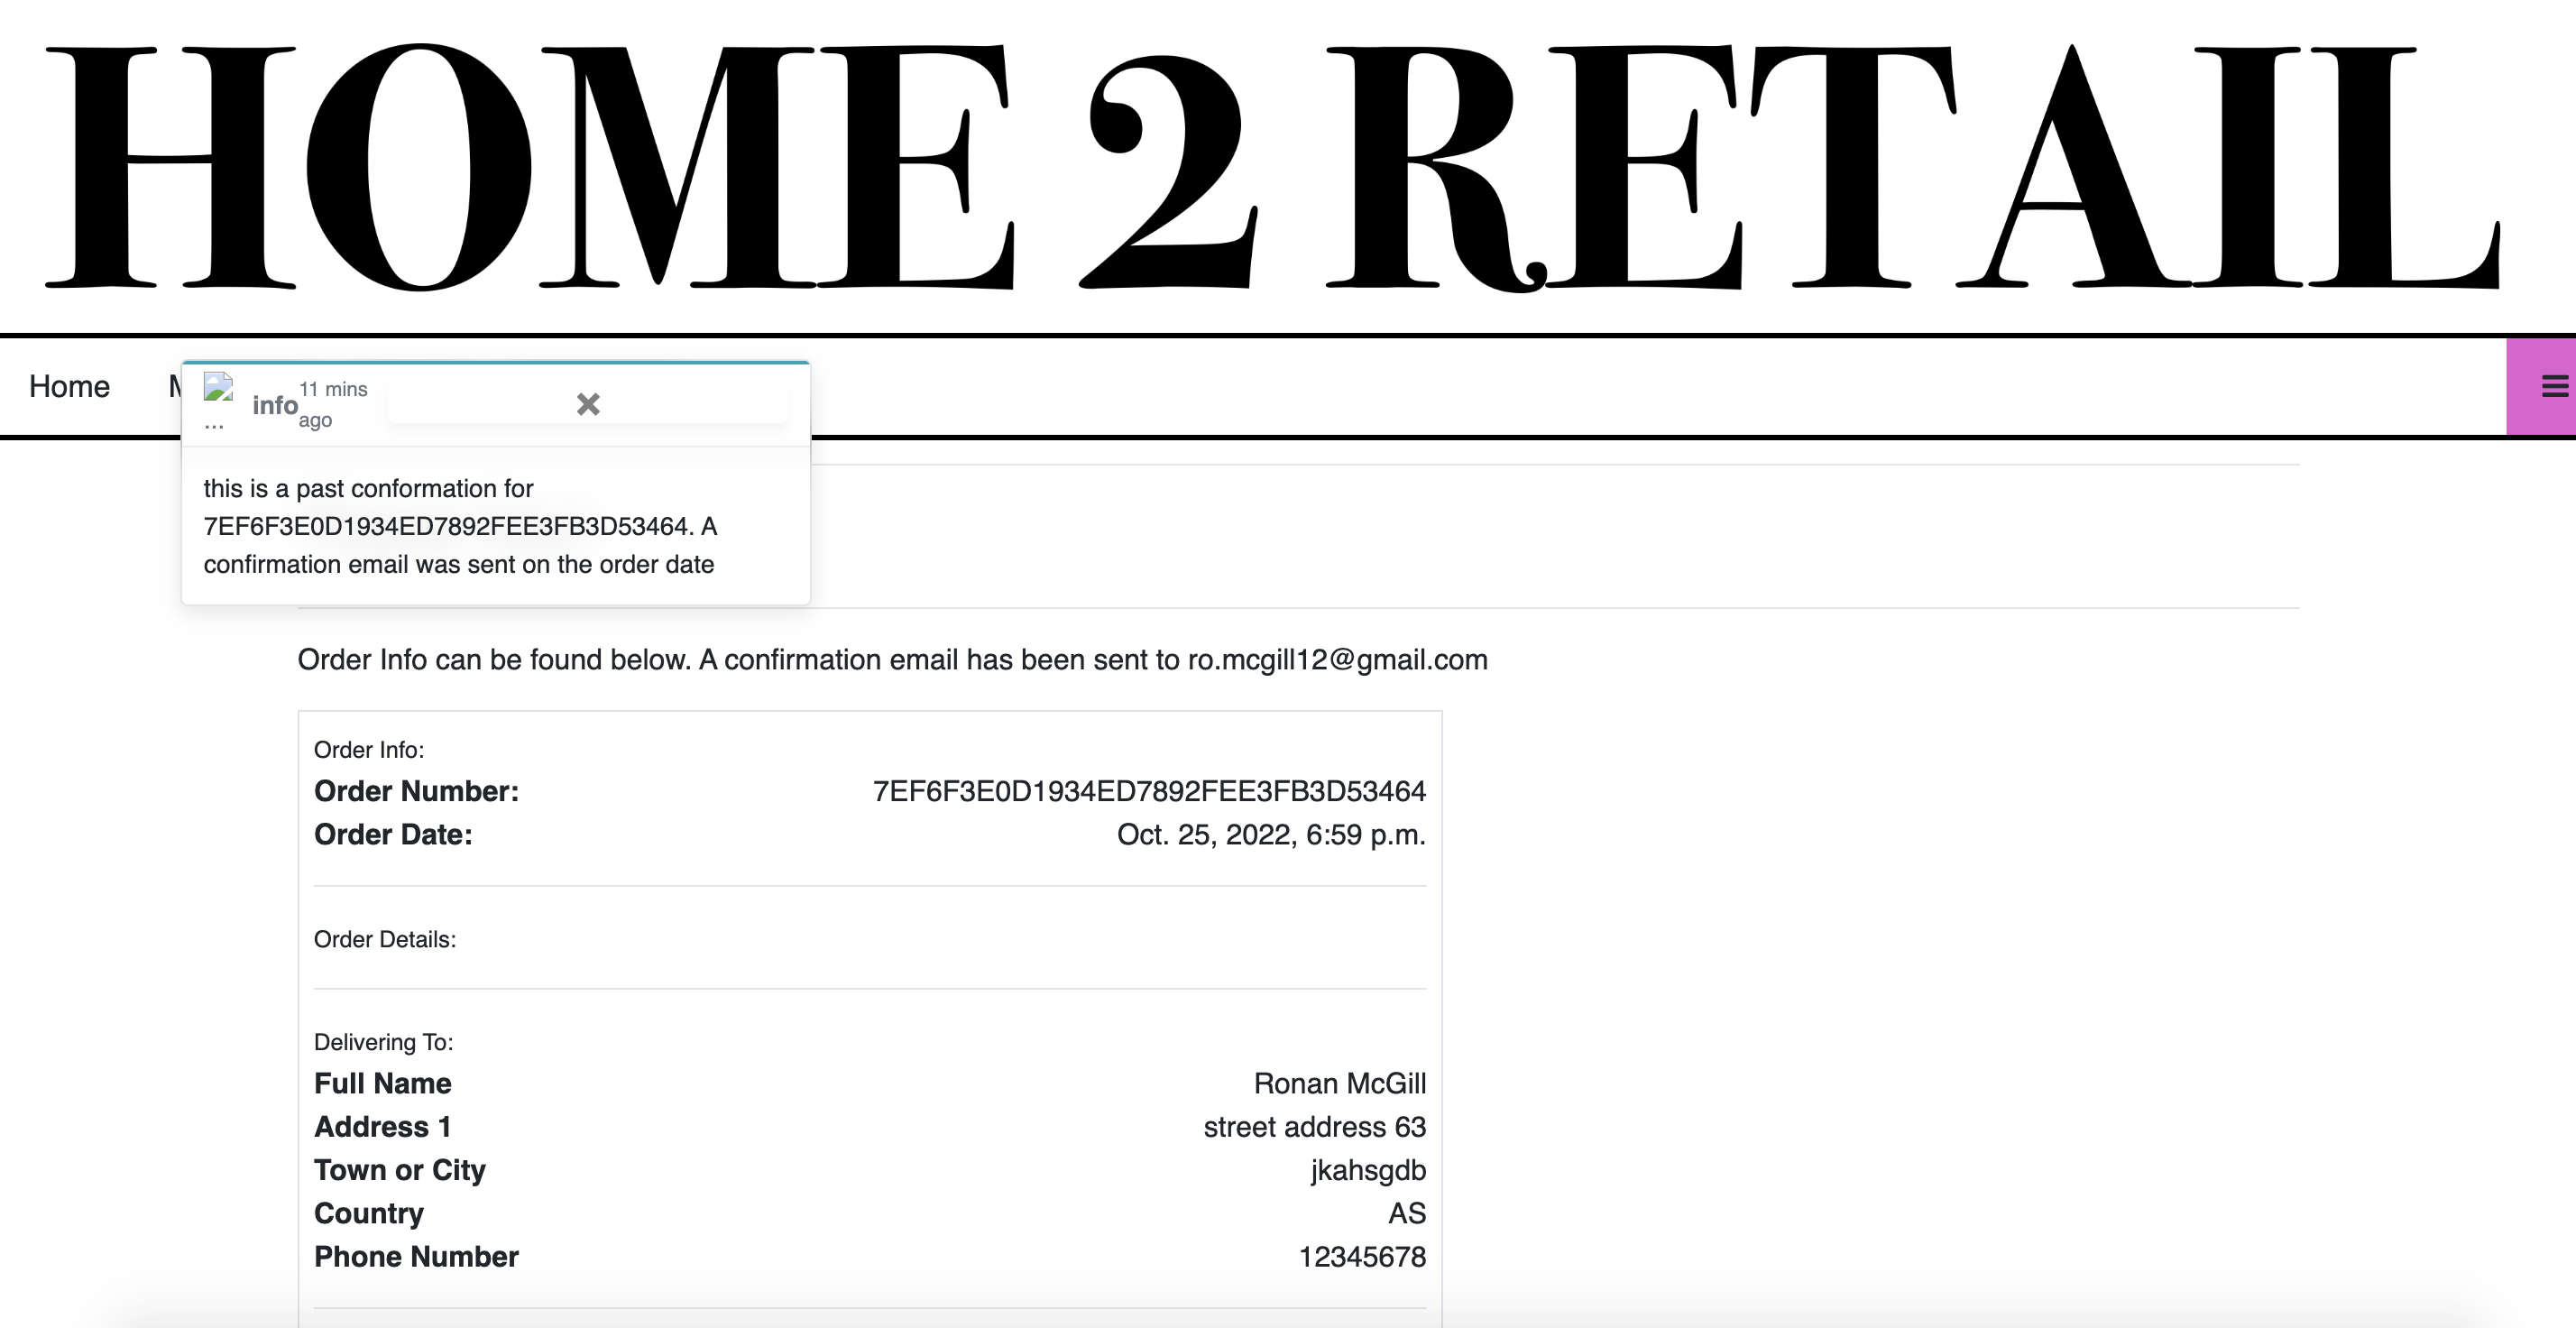 HOME 2 RETAIL
Home
info
11 mins
ago
...
this is a past conformation for
7EF6F3E0D1934ED7892FEE3FB3D53464. A
confirmation email was sent on the order date
Order Info can be found below. A confirmation email has been sent to ro.mcgill12@gmail.com
Order Info:
Order Number: 7EF6F3E0D1934ED7892FEE3FB3D53464
Order Date: Oct. 25, 2022, 6:59 p.m.
Order Details:
Delivering To:
Full Name Ronan McGill
Address 1 street address 63
Town or City jkahsgdb
Country AS
Phone Number 12345678